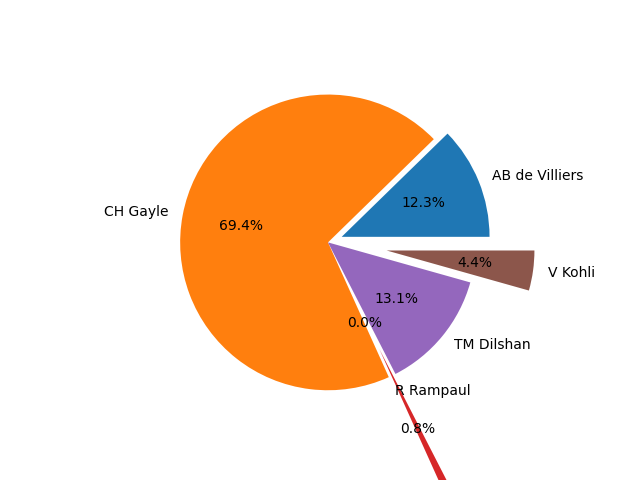 AB de Villiers
12.3%
CH Gayle
69.4%
4.4%
V Kohli
13.1%
0.0%
TM Dilshan
R Rampaul
0.8%